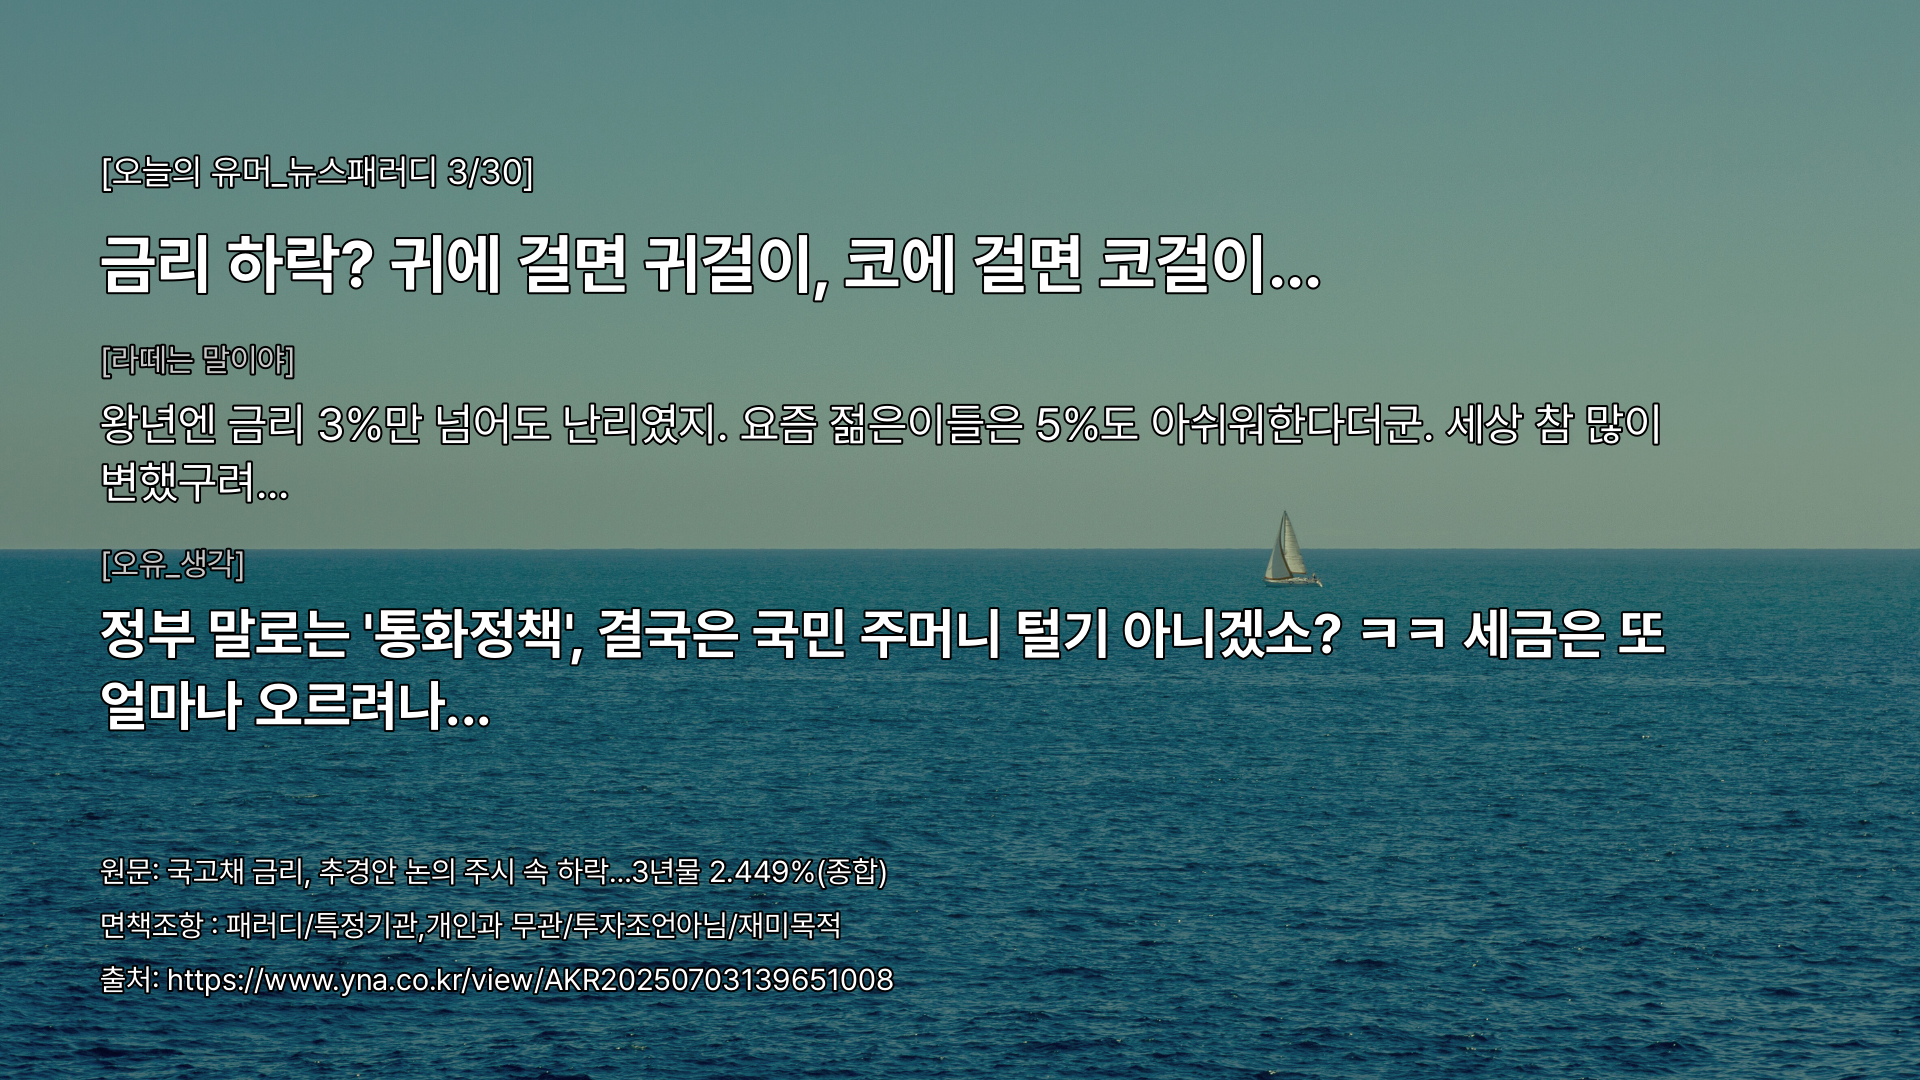 [오늘의 유머_뉴스패러디 3/30]
금리 하락? 귀에 걸면 귀걸이, 코에 걸면 코걸이...
[라떼는 말이야]
왕년엔 금리 3%만 넘어도 난리였지. 요즘 젊은이들은 5%도 아쉬워한다더군. 세상 참 많이
변했구려...
[오유_생각]
정부 말로는 '통화정책', 결국은 국민 주머니 털기 아니겠소? ㅋㅋ 세금은 또
얼마나 오르려나...
원문: 국고채 금리, 추경안 논의 주시 속 하락...3년물 2.449%(종합)
면책조항 : 패러디/특정기관,개인과 무관/투자조언아님/재미목적
출처: https://www.yna.co.kr/view/AKR20250703139651008